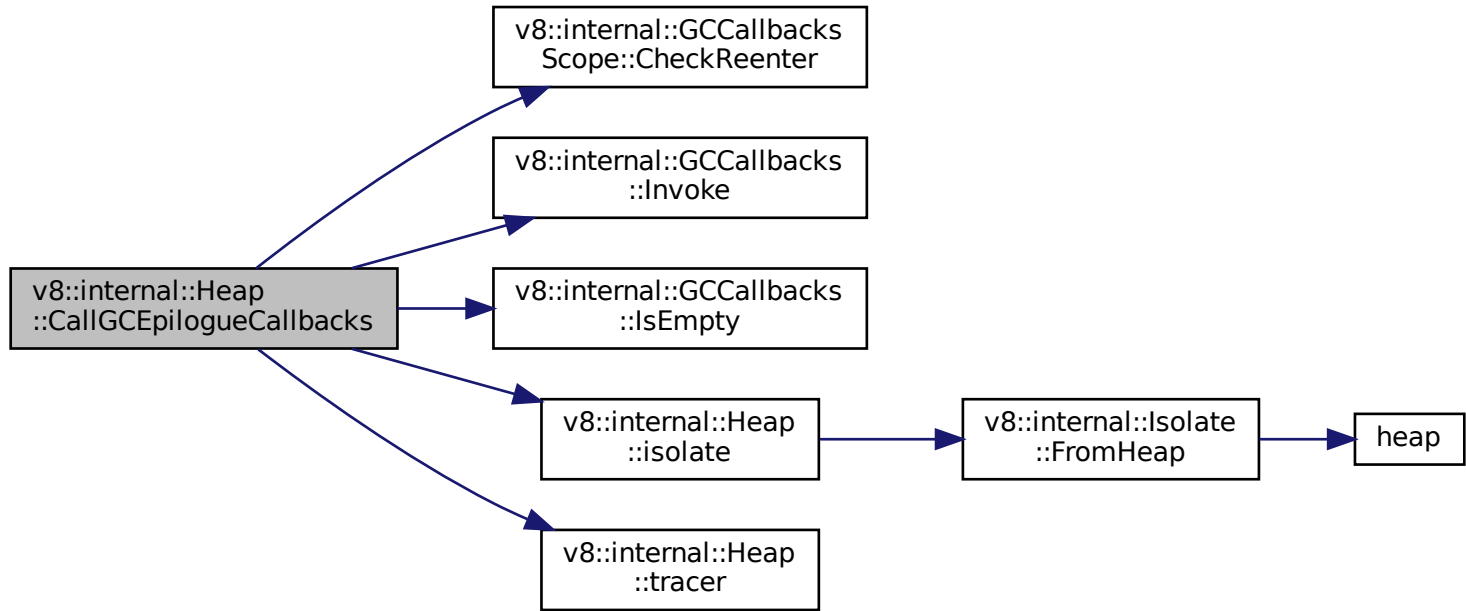 v8::internal::GCCallbacks
Scope::CheckReenter
v8::internal::GCCallbacks
::Invoke
v8::internal::Heap
::CallGCEpilogueCallbacks
v8::internal::GCCallbacks
::IsEmpty
v8::internal::Heap
::isolate
v8::internal::Isolate
::FromHeap
heap
v8::internal::Heap
::tracer